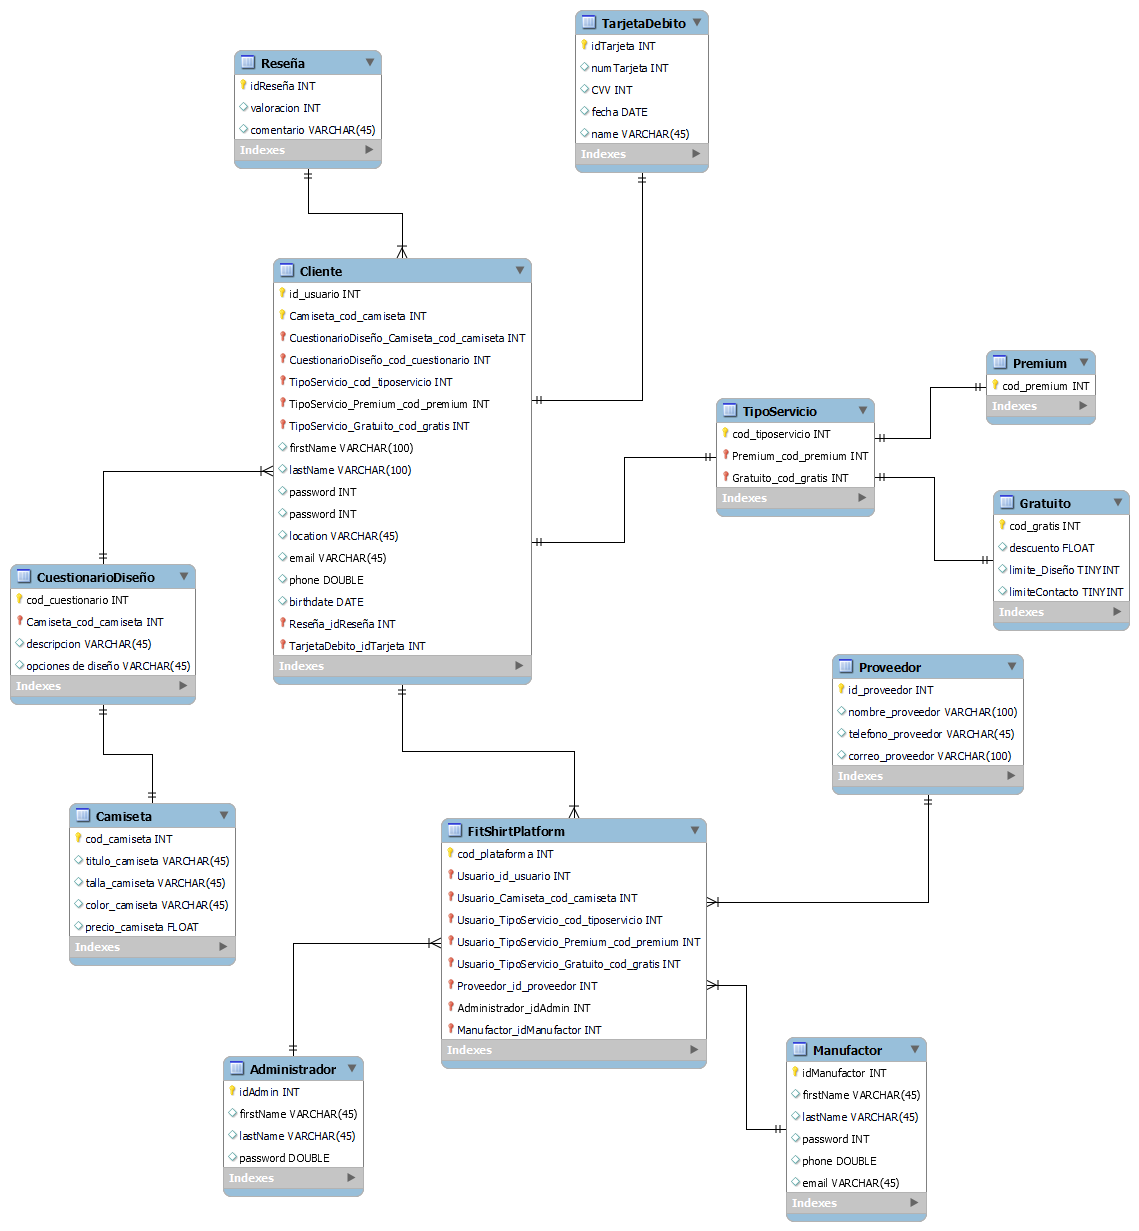 TarjetaDebito
idTarjeta INT
numTarjeta INT
CVV INT
fecha DATE
name VARCHAR(45)
Indexes
Reseña
idReseña INT
valoracion INT
comentario VARCHAR(45)
Indexes
Cliente
id_usuario INT
Camiseta_cod_camiseta INT
CuestionarioDiseño_Camiseta_cod_camiseta INT
CuestionarioDiseño_cod_cuestionario INT
TipoServicio_cod_tiposervicio INT
TipoServicio_Premium_cod_premium INT
TipoServicio_Gratuito_cod_gratis INT
firstName VARCHAR(100)
lastName VARCHAR(100)
password INT
password INT
location VARCHAR(45)
email VARCHAR(45)
phone DOUBLE
birthdate DATE
Reseña_idReseña INT
TarjetaDebito_idTarjeta INT
Indexes
Premium
cod_premium INT
Indexes
TipoServicio
cod_tiposervicio INT
Premium_cod_premium INT
Gratuito_cod_gratis INT
Indexes
Gratuito
cod_gratis INT
descuento FLOAT
limite_Diseño TINYINT
limiteContacto TINYINT
Indexes
CuestionarioDiseño
cod_cuestionario INT
Camiseta_cod_camiseta INT
descripcion VARCHAR(45)
opciones de diseño VARCHAR(45)
Indexes
Proveedor
id_proveedor INT
nombre_proveedor VARCHAR(100)
telefono_proveedor VARCHAR(45)
correo_proveedor VARCHAR(100)
Indexes
Camiseta
cod_camiseta INT
titulo_camiseta VARCHAR(45)
talla_camiseta VARCHAR(45)
color_camiseta VARCHAR(45)
precio_camiseta FLOAT
Indexes
FitShirtPlatform
cod_plataforma INT
Usuario_id_usuario INT
Usuario_Camiseta_cod_camiseta INT
Usuario_TipoServicio_cod_tiposervicio INT
Usuario_TipoServicio_Premium_cod_premium INT
Usuario_TipoServicio_Gratuito_cod_gratis INT
Proveedor_id_proveedor INT
Administrador_idAdmin INT
Manufactor_idManufactor INT
Indexes
Administrador
idAdmin INT
firstName VARCHAR(45)
lastName VARCHAR(45)
password DOUBLE
Indexes
Manufactor
idManufactor INT
firstName VARCHAR(45)
lastName VARCHAR(45)
password INT
phone DOUBLE
email VARCHAR(45)
Indexes